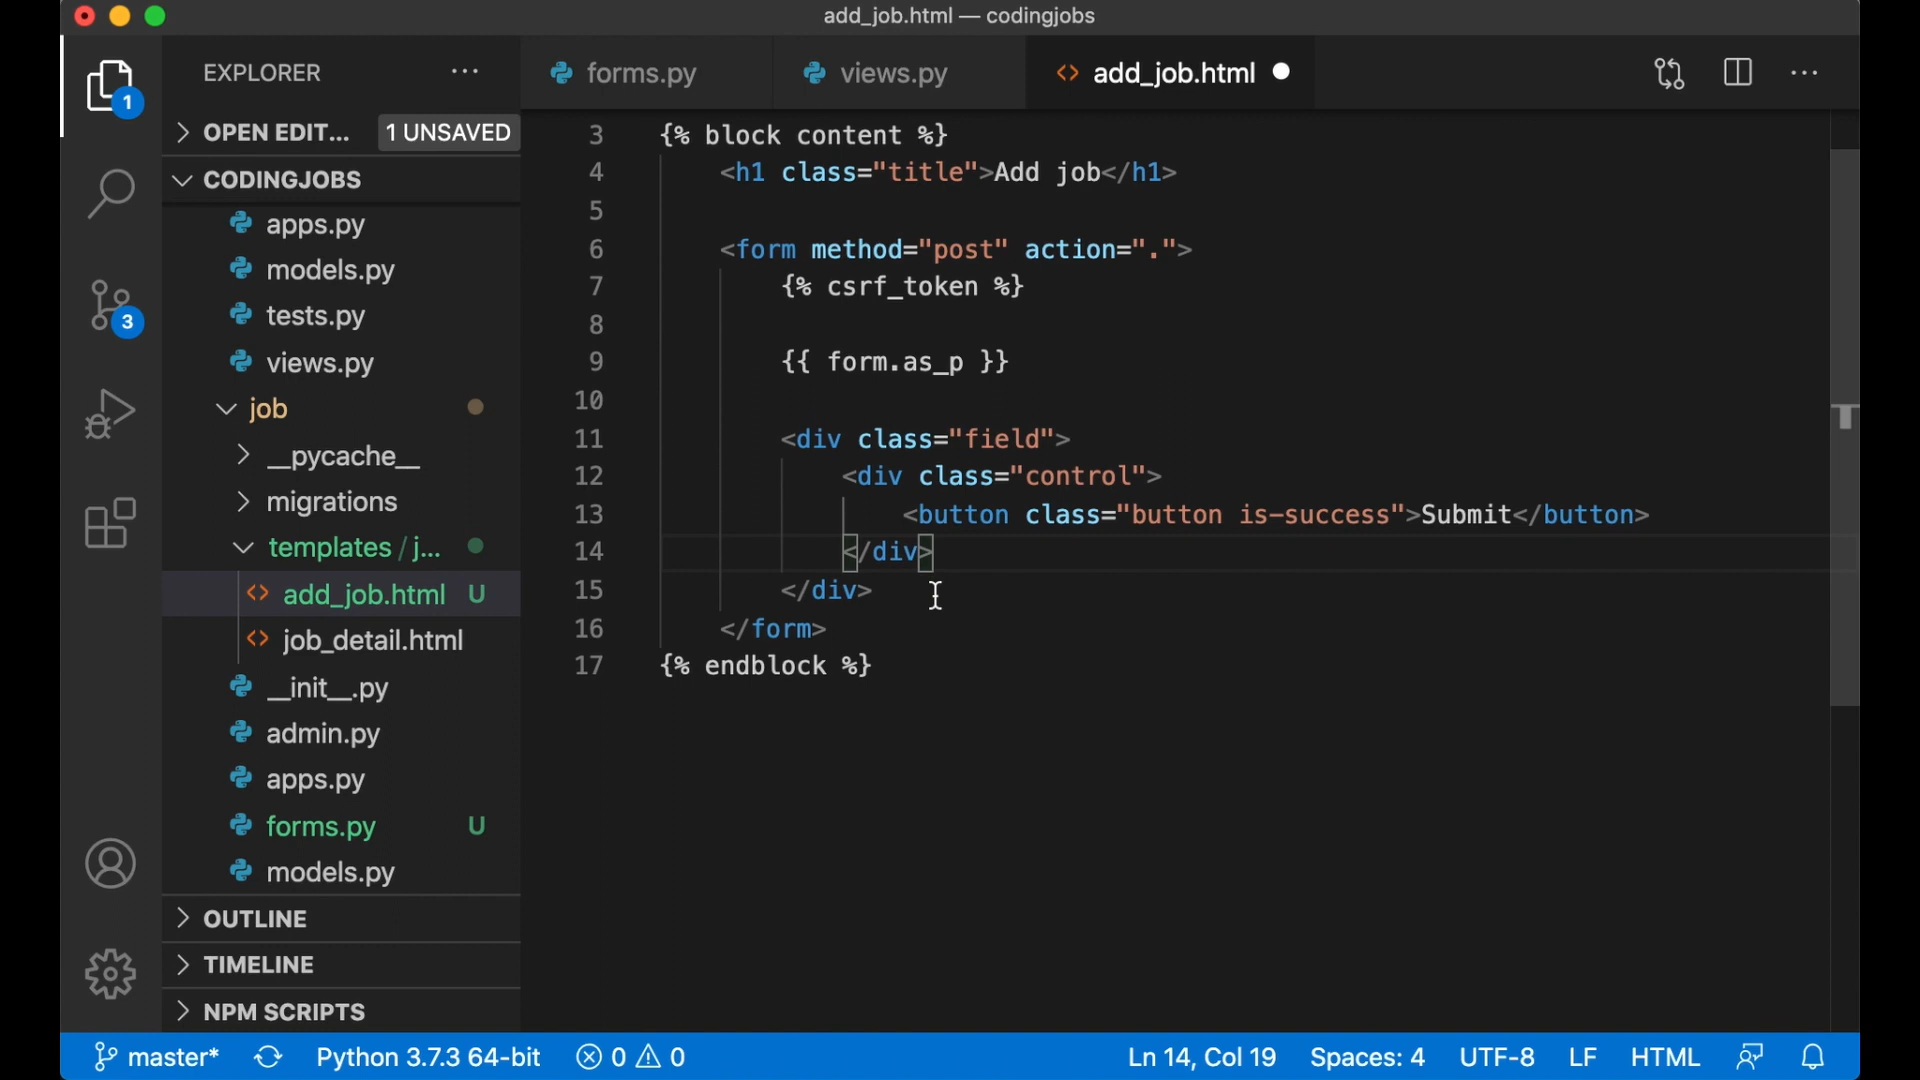 add_job.html — codingjobs
EXPLORER ···
forms.py
views.py
<> add_job.html
···
1
OPEN EDIT... 1 UNSAVED
CODINGJOBS
apps.py
models.py
tests.py
views.py
job
__pycache__
migrations
templates / j...
<> add_job.html U
<> job_detail.html
__init__.py
admin.py
apps.py
forms.py U
models.py
OUTLINE
TIMELINE
NPM SCRIPTS
3
3 {% block content %}
4 <h1 class="title">Add job</h1>
5
6 <form method="post" action=".">
7 {% csrf_token %}
8
9 {{ form.as_p }}
10
11 <div class="field">
12 <div class="control">
13 <button class="button is-success">Submit</button>
14 </div>
15 </div>
16 </form>
17 {% endblock %}
master* Python 3.7.3 64-bit 0 0 Ln 14, Col 19 Spaces: 4 UTF-8 LF HTML